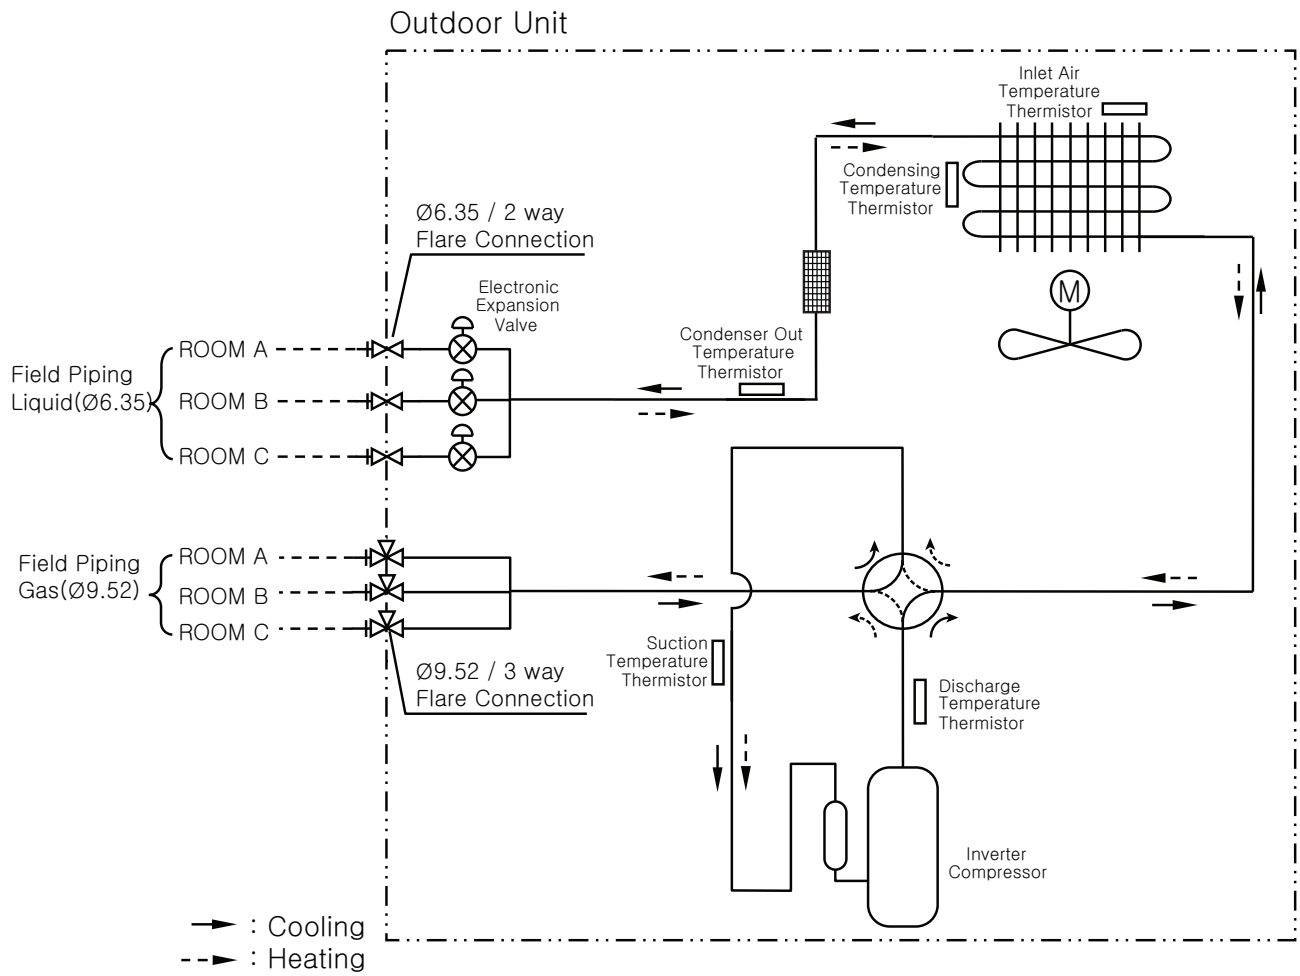 Outdoor Unit
Inlet Air
Temperature
Thermistor
Condensing
Temperature
Thermistor
Ø6.35 / 2 way
Flare Connection
Electronic
Expansion
Valve
M
Condenser Out
Temperature
Thermistor
Field Piping
Liquid(Ø6.35)
ROOM A
ROOM B
ROOM C
Field Piping
Gas(Ø9.52)
ROOM A
ROOM B
ROOM C
Ø9.52 / 3 way
Flare Connection
Suction
Temperature
Thermistor
Discharge
Temperature
Thermistor
Inverter
Compressor
: Cooling
: Heating